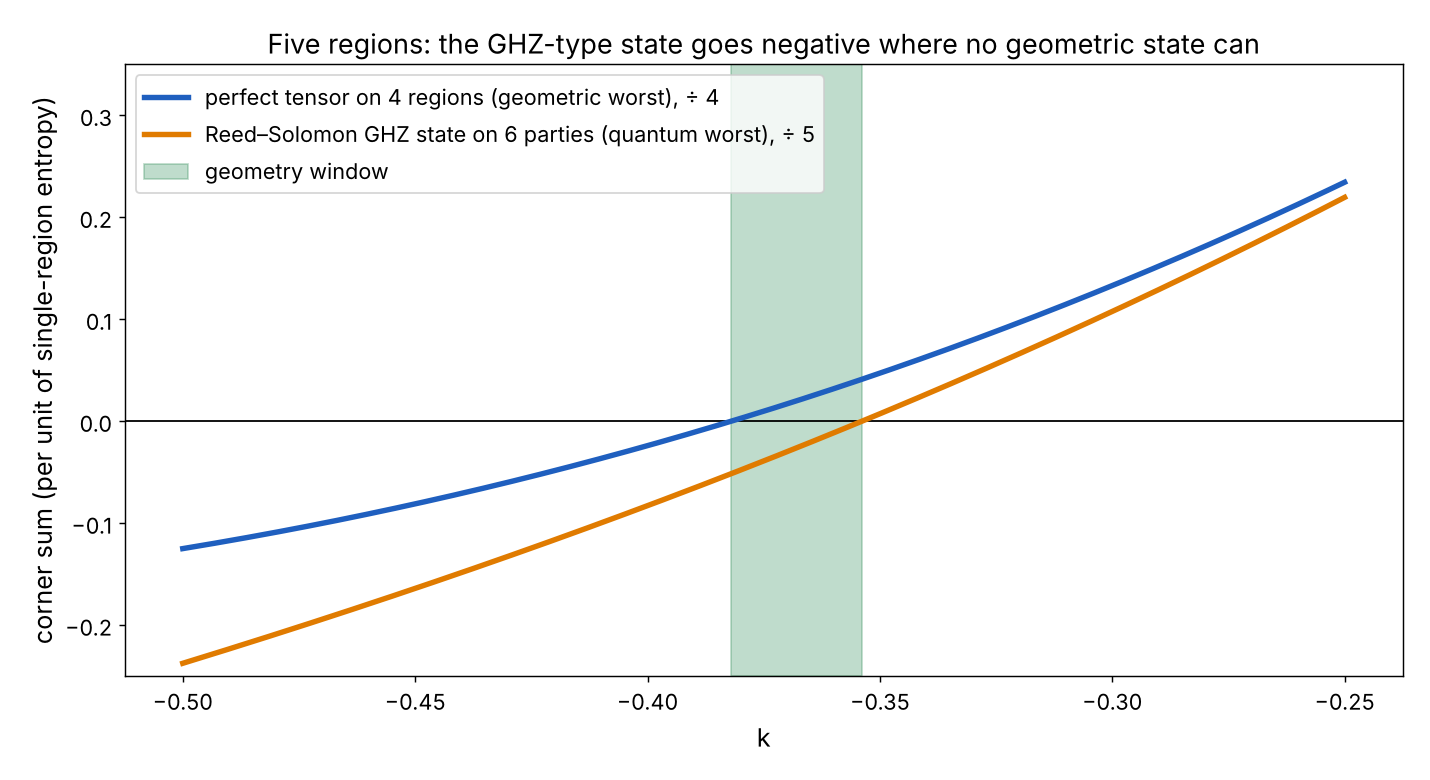 Five regions: the GHZ-type state goes negative where no geometric state can
perfect tensor on 4 regions (geometric worst), ÷ 4
Reed–Solomon GHZ state on 6 parties (quantum worst), ÷ 5
geometry window
corner sum (per unit of single-region entropy)
0.3
0.2
0.1
0.0
−0.1
−0.2
−0.50 −0.45 −0.40 −0.35 −0.30 −0.25
k